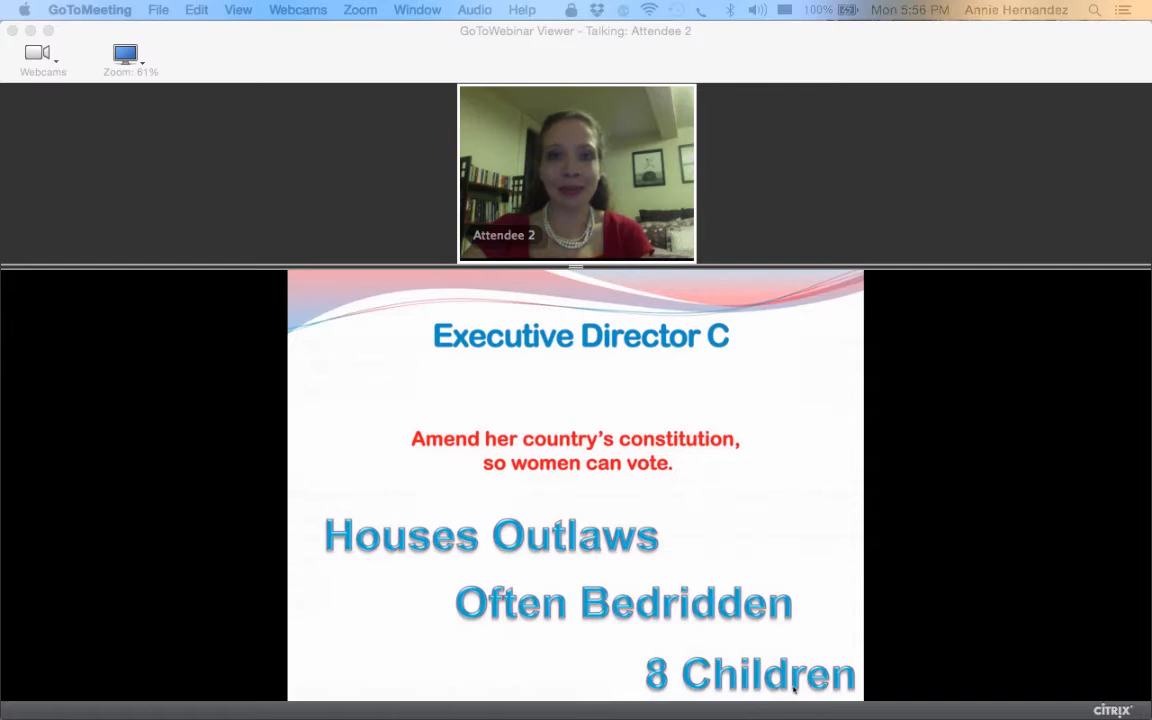 GoToMeeting File Edit View Webcams Zoom Window Audio Help 100% Mon 5:56 PM Annie Hernandez
GoToWebinar Viewer - Talking: Attendee 2
Webcams Zoom: 61%
Attendee 2
Executive Director C
Amend her country's constitution,
so women can vote.
Houses Outlaws
Often Bedridden
8 Children
CITRIX